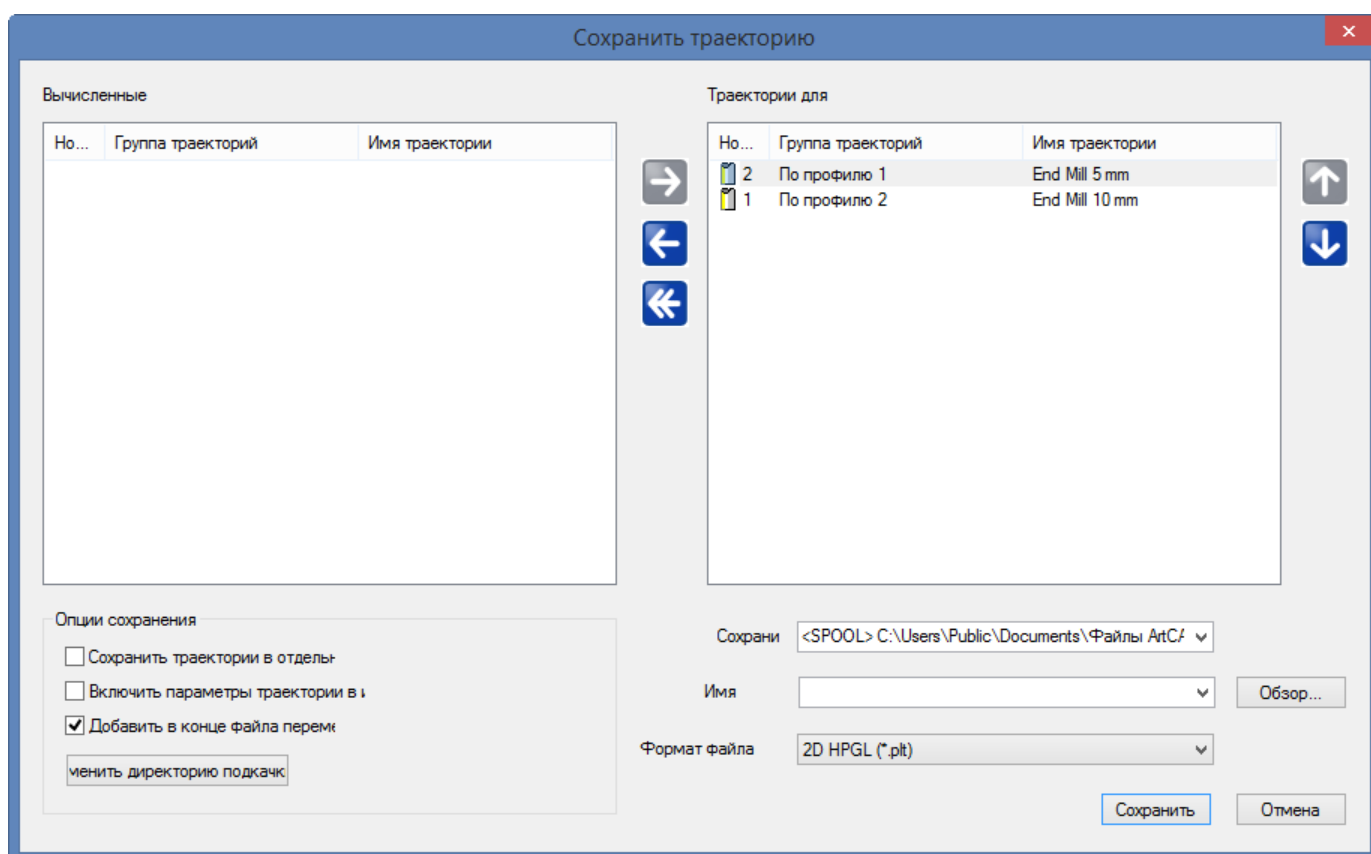 Сохранить траекторию
Вычисленные
Траектории для
Но... Группа траекторий Имя траектории
Но... Группа траекторий Имя траектории
2 По профилю 1 End Mill 5 mm
1 По профилю 2 End Mill 10 mm
Опции сохранения
Сохранить траектории в отдельн
Включить параметры траектории в и
Добавить в конце файла переме
менить директорию подкачк
Сохрани <SPOOL> C:\Users\Public\Documents\Файлы ArtCA
Имя Обзор...
Формат файла 2D HPGL (*.plt)
Сохранить Отмена